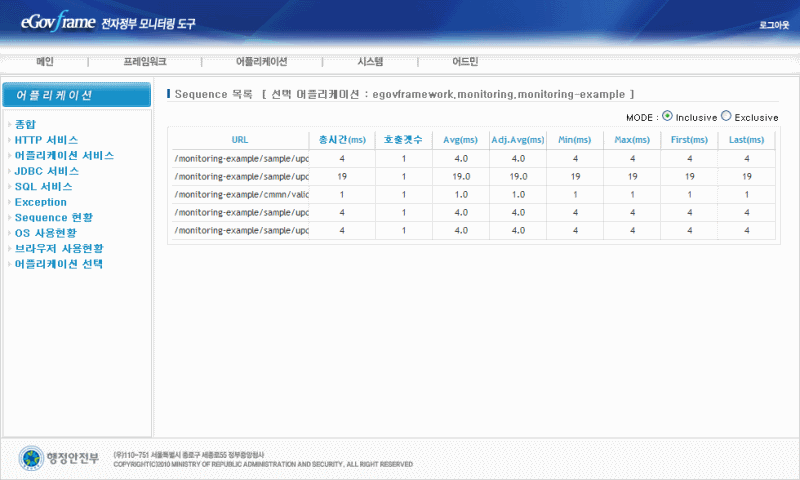 eGovframe 전자정부 모니터링 도구
로그아웃
메인 | 프레임워크 | 어플리케이션 | 시스템 | 어드민
어플리케이션
종합
HTTP 서비스
어플리케이션 서비스
JDBC 서비스
SQL 서비스
Exception
Sequence 현황
OS 사용현황
브라우저 사용현황
어플리케이션 선택
Sequence 목록 [ 선택 어플리케이션 : egovframework.monitoring.monitoring-example ]
MODE : Inclusive Exclusive
URL 총시간(ms) 호출갯수 Avg(ms) Adj.Avg(ms) Min(ms) Max(ms) First(ms) Last(ms)
/monitoring-example/sample/upd 4 1 4.0 4.0 4 4 4 4
/monitoring-example/sample/upd 19 1 19.0 19.0 19 19 19 19
/monitoring-example/cmmn/valid 1 1 1.0 1.0 1 1 1 1
/monitoring-example/sample/upd 4 1 4.0 4.0 4 4 4 4
/monitoring-example/sample/upd 4 1 4.0 4.0 4 4 4 4
행정안전부
(우)110-751 서울특별시 종로구 세종로55 정부중앙청사
COPYRIGHT(C)2010 MINISTRY OF REPUBLIC ADMINISTRATION AND SECURITY. ALL RIGHT RESERVED